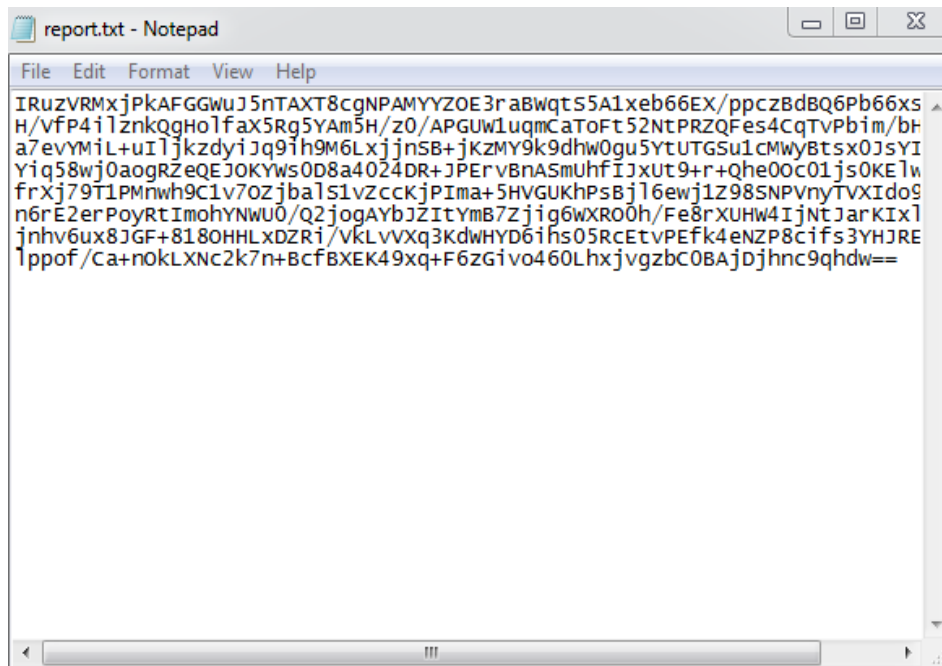 report.txt - Notepad
File Edit Format View Help
IRuzVRMxjPkAFGGWuJ5nTAXT8cgNPAMYYZOE3raBWqtS5A1xeb66EX/ppczBdBQ6Pb66xs
H/VfP4ilznkQgHolfaX5Rg5YAm5H/z0/APGUW1uqmCaToFt52NtPRZQFes4CqTvPbim/bH
a7evYMiL+uIljkzdyiJq9ih9M6LxjjnSB+jKzMY9k9dhW0gu5YtUTGSu1cMWyBtsx0JsYI
Yiq58wj0aogRZeQEJOKYWs0D8a4024DR+JPErvBnASmUhfIJxUt9+r+Qhe0Oc01js0KElw
frXj79T1PMnwh9C1v7OZjbalS1vZccKjPIma+5HVGUKhPsBjl6ewj1Z98SNPVnyTVXIdo9
n6rE2erPoyRtImohYNWU0/Q2jogAYbJZItYmB7Zjig6WXROOh/Fe8rXUHW4IjNtJarKIxl
jnhv6ux8JGF+818OHHLxDZRi/VkLvVXq3KdWHYD6ihs05RcEtvPEfk4eNZP8cifs3YHJRE
lppof/Ca+nOkLXNc2k7n+BcfBXEK49xq+F6zGivo460LhxjvgzbC0BAjDjhnc9qhdw==